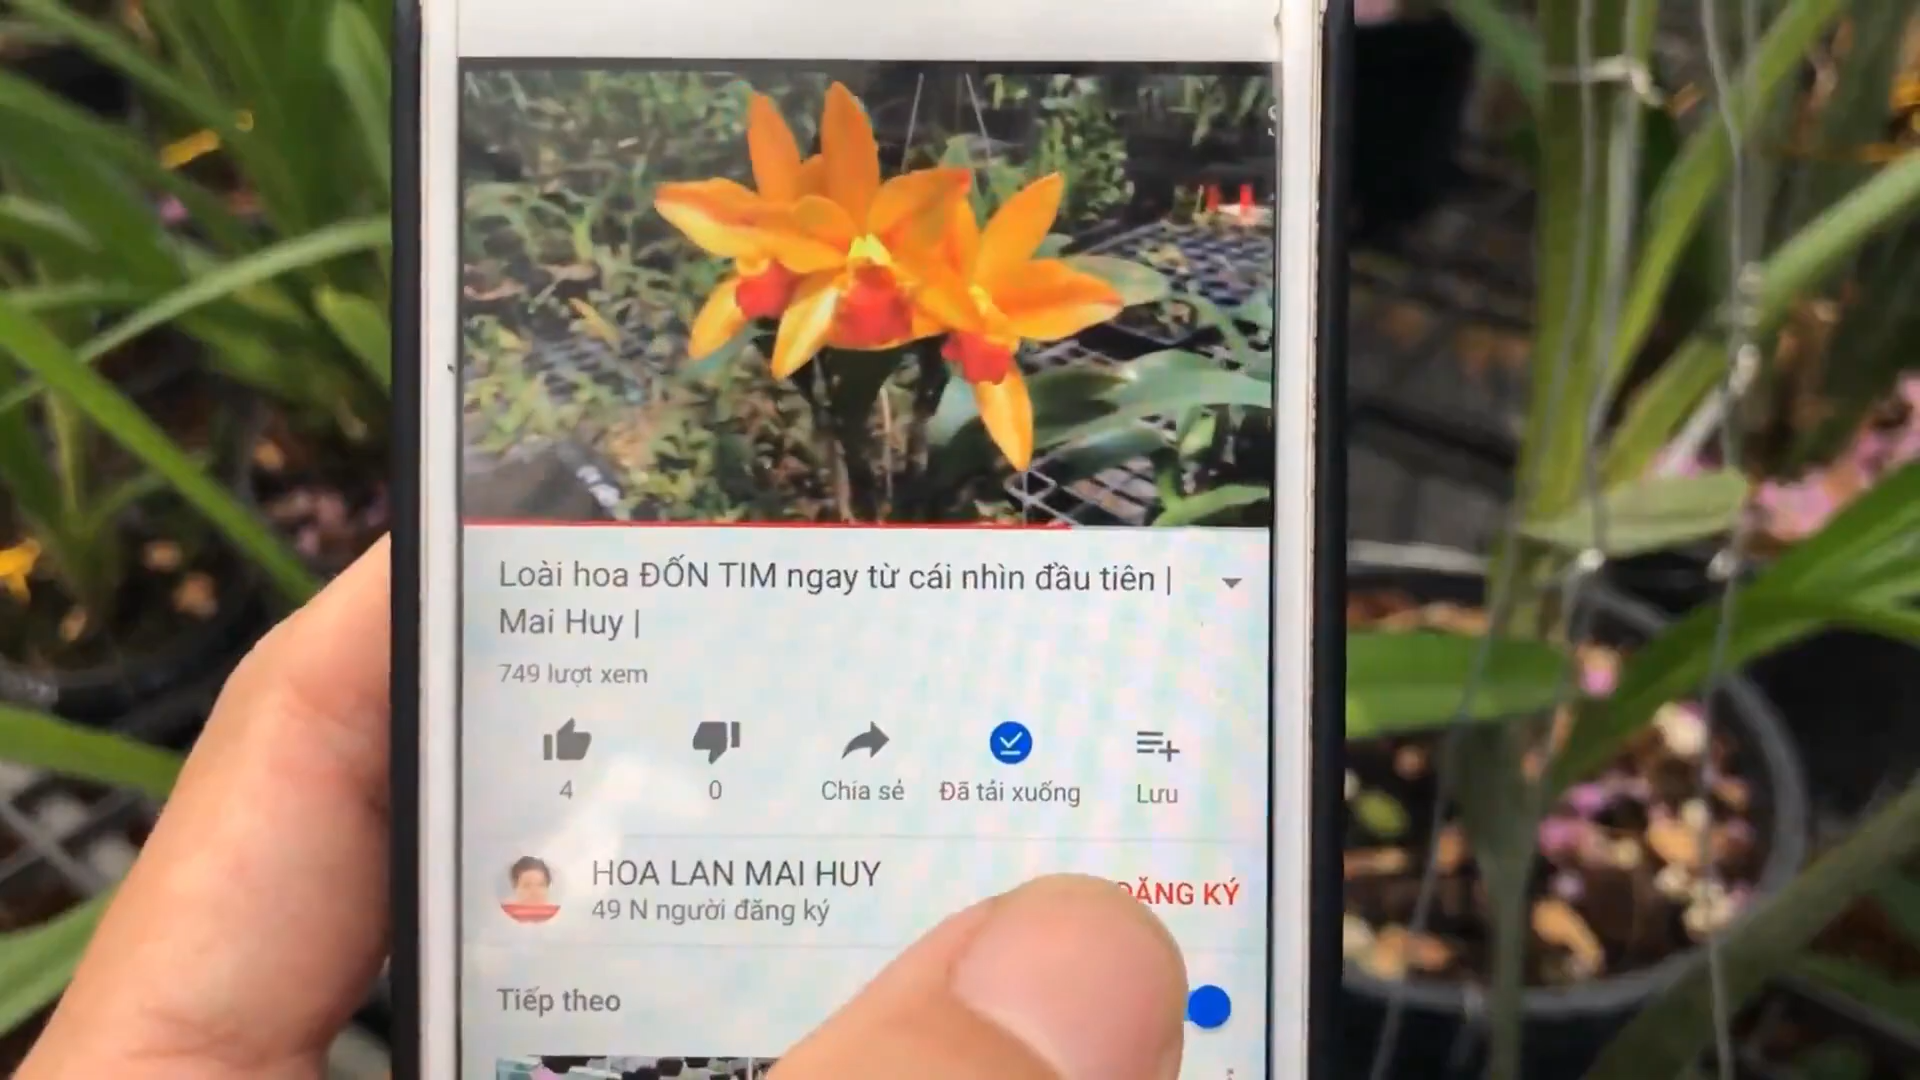 Loài hoa ĐỐN TIM ngay từ cái nhìn đầu tiên |
Mai Huy |
749 lượt xem
4
0
Chia sẻ
Đã tải xuống
Lưu
HOA LAN MAI HUY
ĐĂNG KÝ
49 N người đăng ký
Tiếp theo